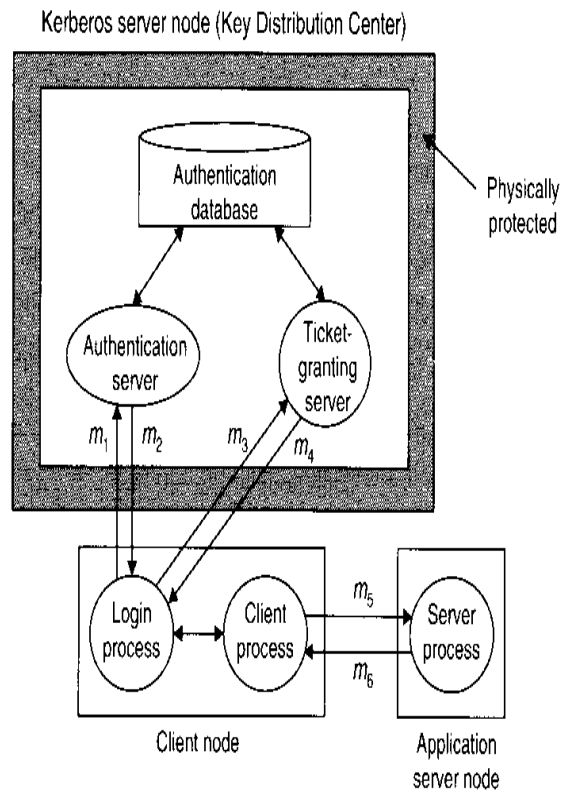 Kerberos server node (Key Distribution Center)
Authentication
database
Physically
protected
Authentication
server
Ticket-
granting
server
m1
m2
m3
m4
Login
process
Client
process
m5
m6
Server
process
Client node
Application
server node